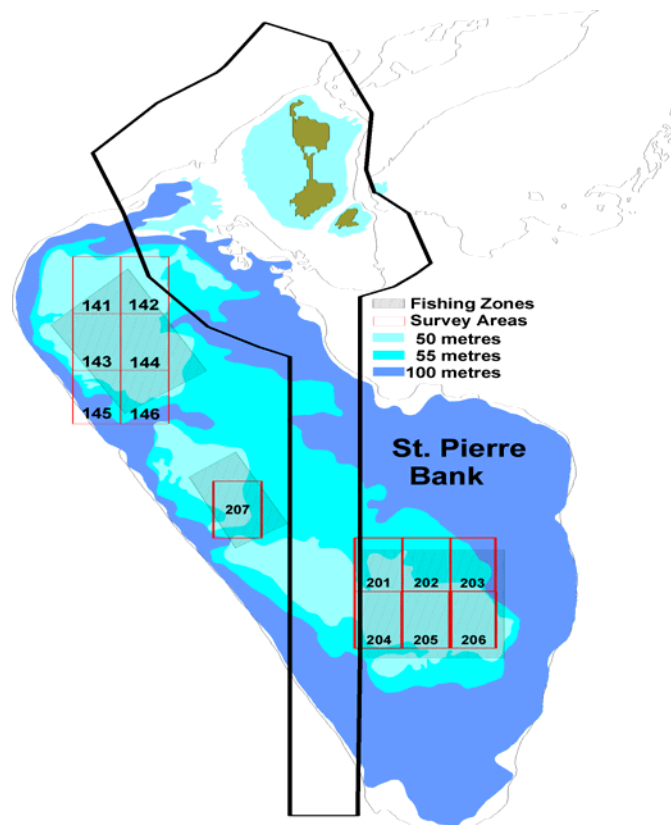 141 142
143 144
145 146
Fishing Zones
Survey Areas
50 metres
55 metres
100 metres
St. Pierre
Bank
207
201 202 203
204 205 206